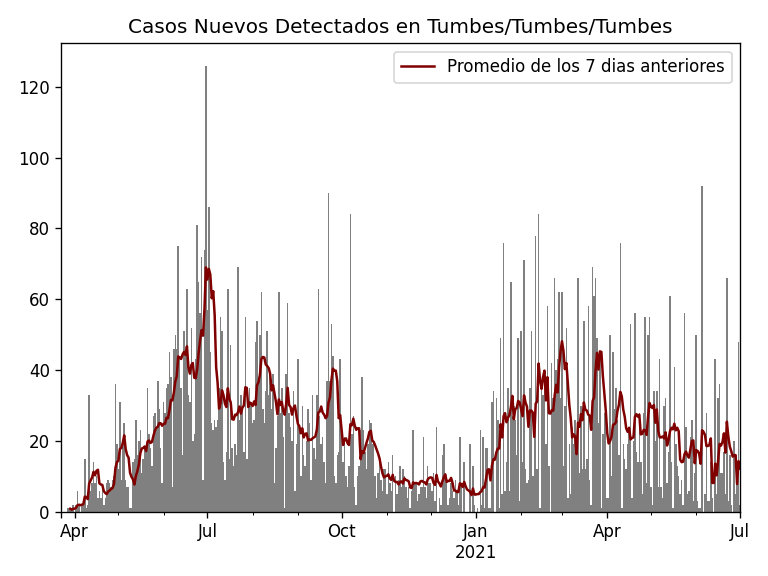 Casos Nuevos Detectados en Tumbes/Tumbes/Tumbes
Promedio de los 7 dias anteriores
120
100
80
60
40
20
0
Apr
Jul
Oct
Jan
2021
Apr
Jul